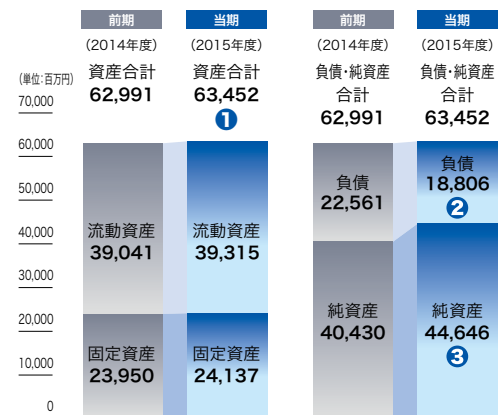 前期
(2014年度)
資産合計
62,991
当期
(2015年度)
資産合計
63,452
❶
前期
(2014年度)
負債・純資産
合計
62,991
当期
(2015年度)
負債・純資産
合計
63,452
(単位:百万円)
70,000
60,000
50,000
40,000
30,000
20,000
10,000
0
流動資産
39,041
固定資産
23,950
流動資産
39,315
固定資産
24,137
負債
22,561
純資産
40,430
負債
18,806
❷
純資産
44,646
❸